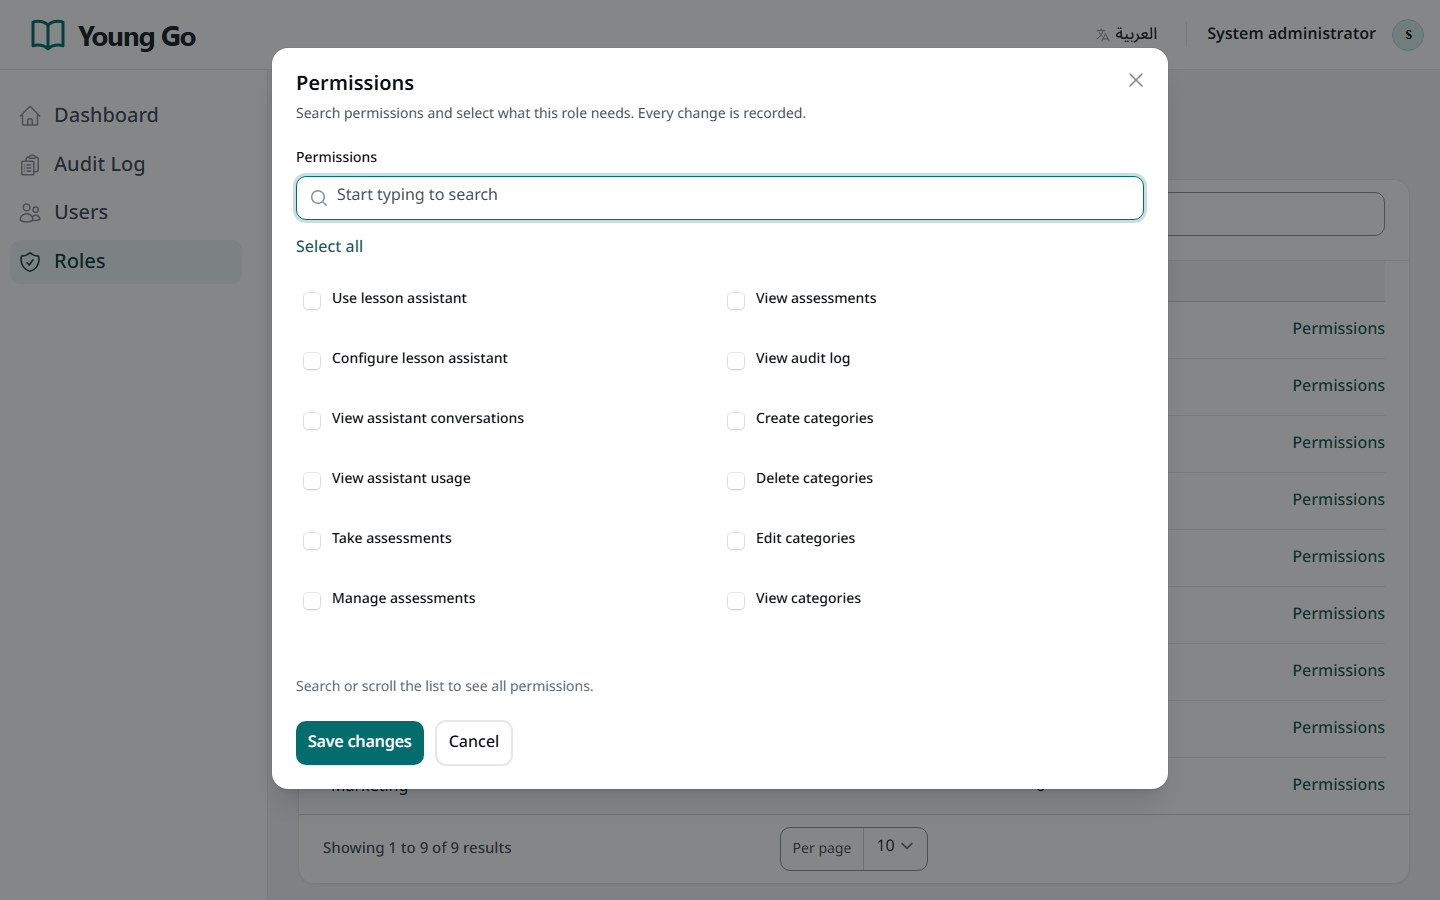 Young Go
العربية
System administrator
S
Dashboard
Audit Log
Users
Roles
Permissions
Search permissions and select what this role needs. Every change is recorded.
Permissions
Start typing to search
Select all
Use lesson assistant
View assessments
Configure lesson assistant
View audit log
View assistant conversations
Create categories
View assistant usage
Delete categories
Take assessments
Edit categories
Manage assessments
View categories
Search or scroll the list to see all permissions.
Save changes
Cancel
Permissions
Permissions
Permissions
Permissions
Permissions
Permissions
Permissions
Permissions
Marketing
Permissions
Showing 1 to 9 of 9 results
Per page
10